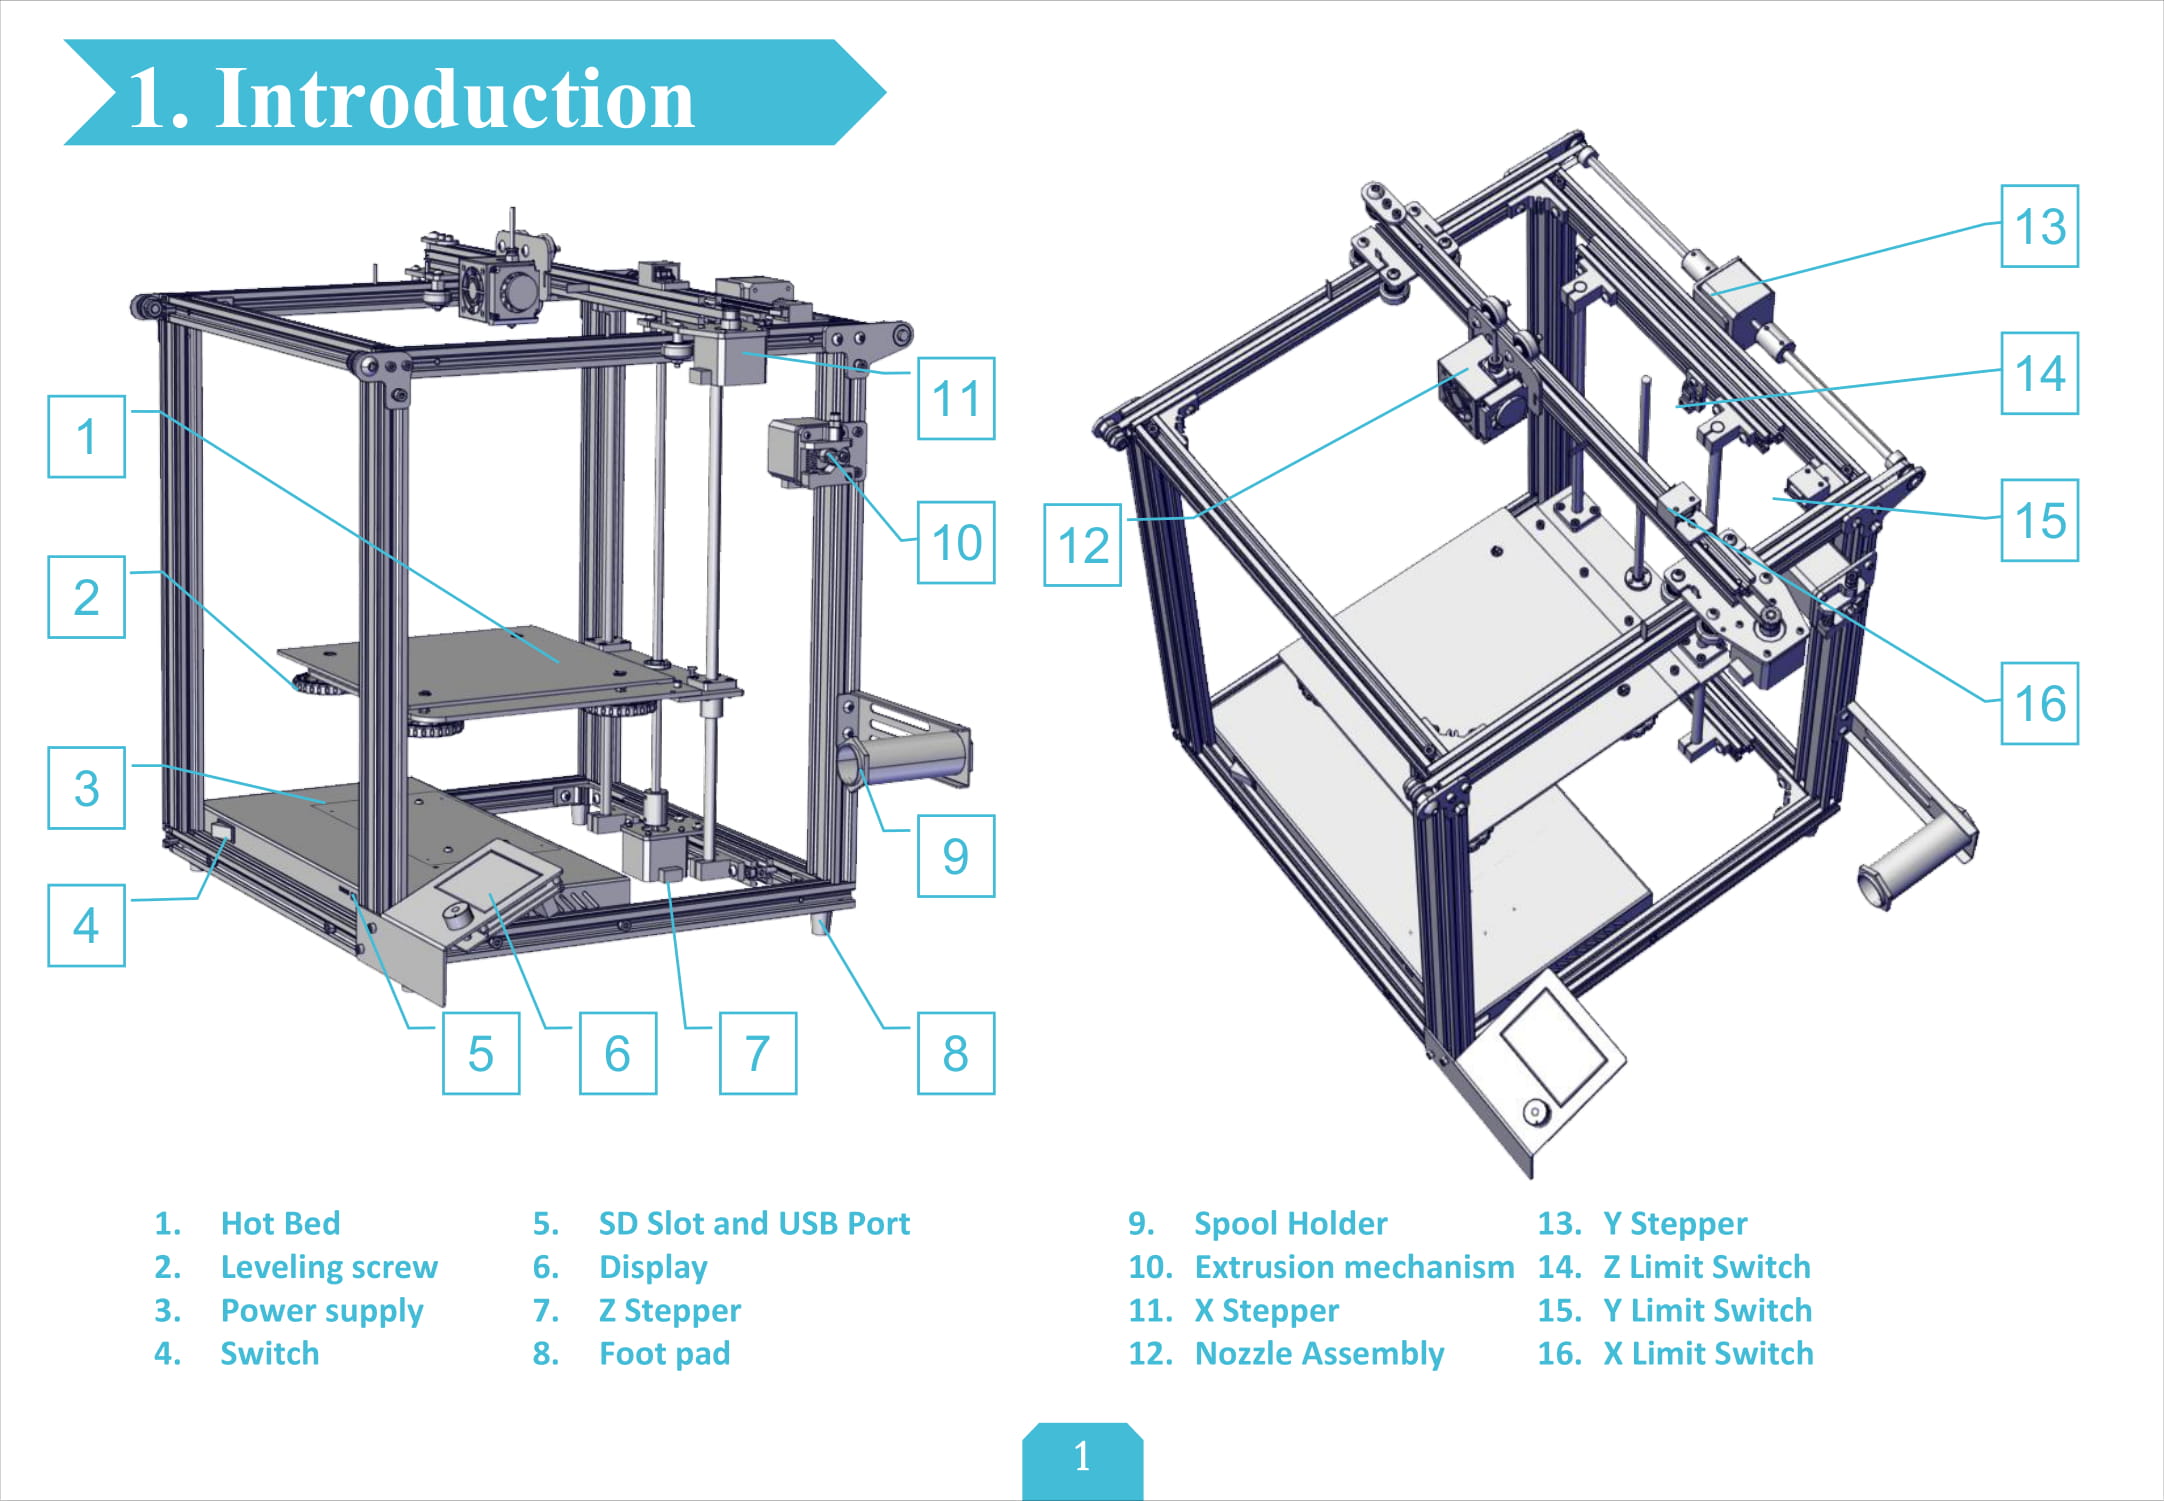 1. Introduction
1
2
3
4
5
6
7
8
9
10
11
12
13
14
15
16
1. Hot Bed
2. Leveling screw
3. Power supply
4. Switch
5. SD Slot and USB Port
6. Display
7. Z Stepper
8. Foot pad
9. Spool Holder
10. Extrusion mechanism
11. X Stepper
12. Nozzle Assembly
13. Y Stepper
14. Z Limit Switch
15. Y Limit Switch
16. X Limit Switch
1